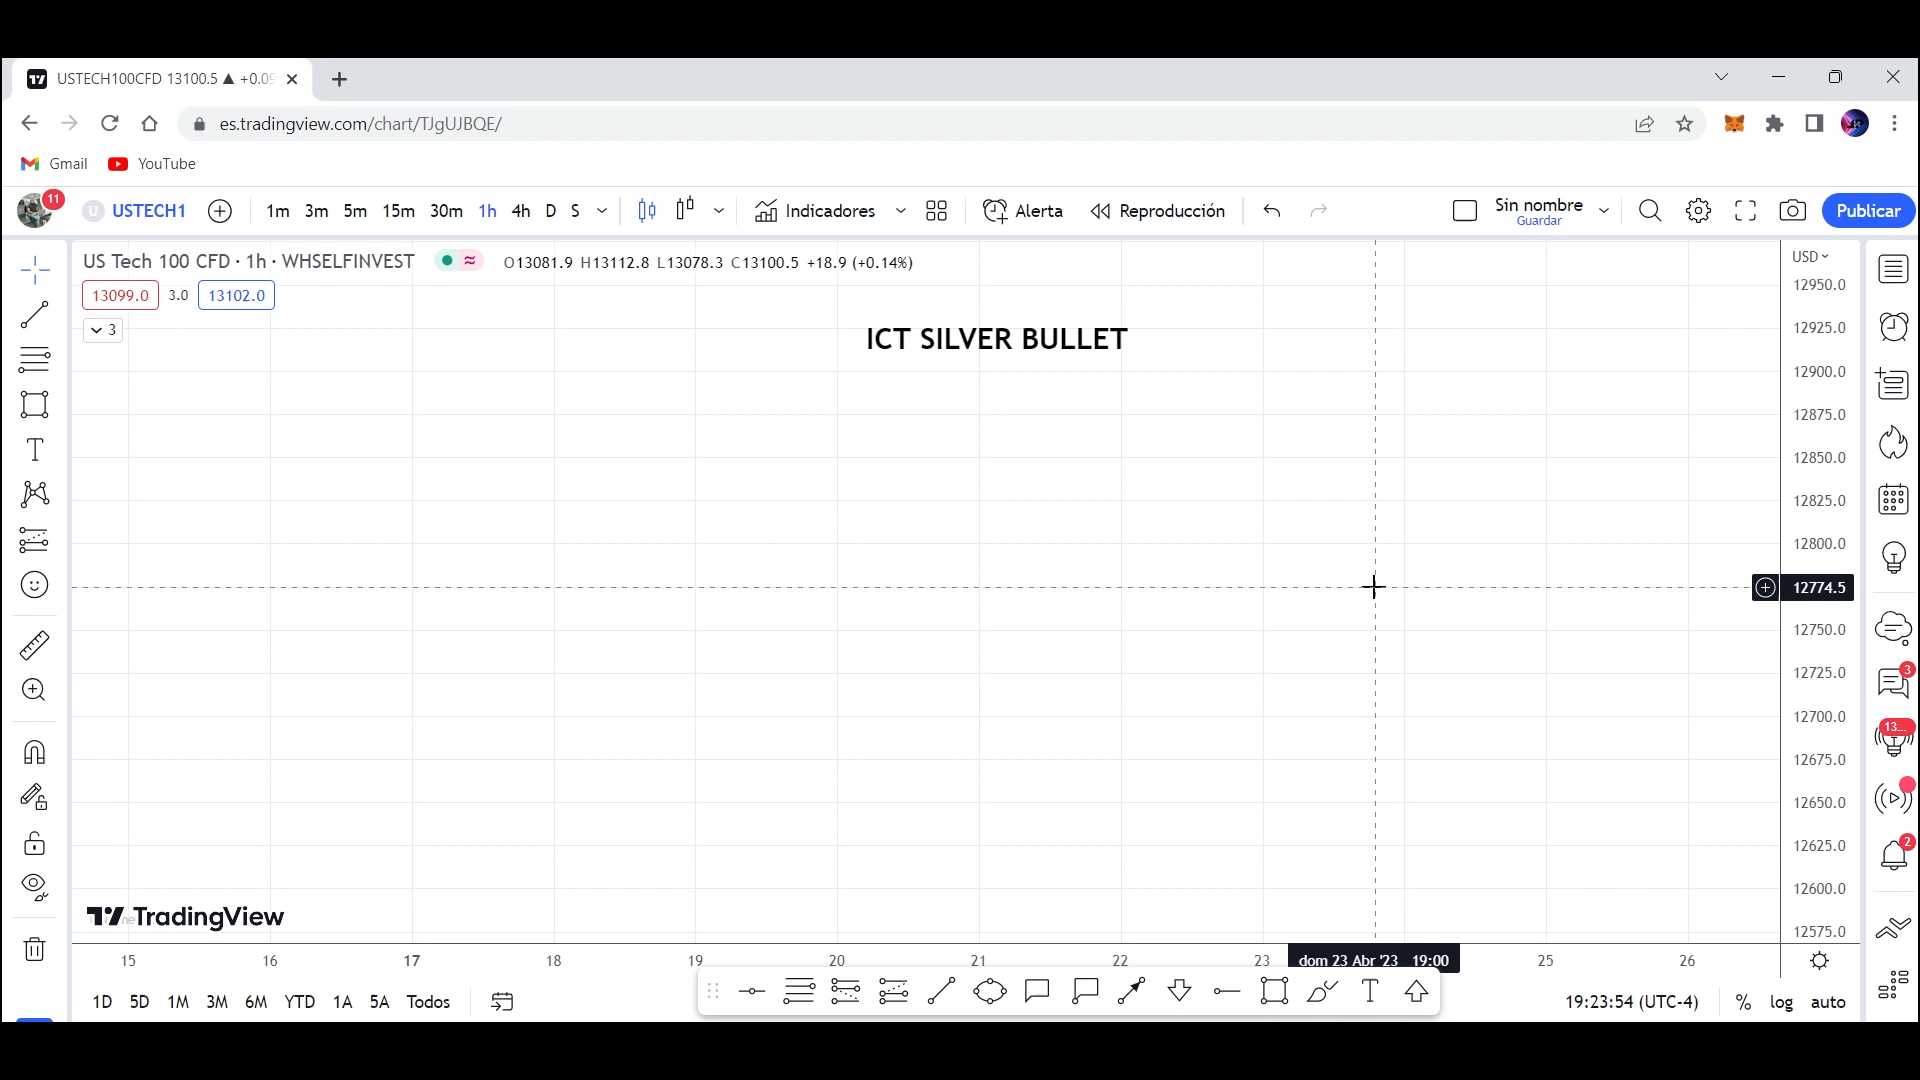 USTECH100CFD 13100.5 ▲ +0.09
es.tradingview.com/chart/TJgUJBQE/
Gmail YouTube
11 U USTECH1 1m 3m 5m 15m 30m 1h 4h D S Indicadores Alerta Reproducción Sin nombre Guardar Publicar
US Tech 100 CFD · 1h · WHSELFINVEST O13081.9 H13112.8 L13078.3 C13100.5 +18.9 (+0.14%)
USD
13099.0 3.0 13102.0
3
ICT SILVER BULLET
12950.0
12925.0
12900.0
12875.0
12850.0
12825.0
12800.0
12774.5
12750.0
12725.0
3
12700.0
13...
12675.0
12650.0
12625.0
2
12600.0
12575.0
TradingView
15 16 17 18 19 20 21 22 23 dom 23 Abr '23 19:00 25 26
1D 5D 1M 3M 6M YTD 1A 5A Todos 19:23:54 (UTC-4) % log auto